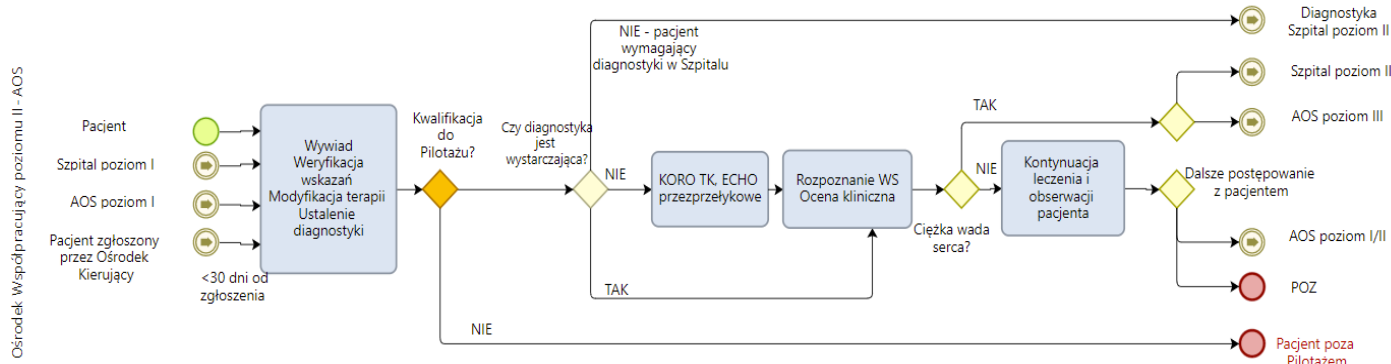 Ośrodek Współpracujący poziomu II - AOS
Pacjent
Szpital poziom I
AOS poziom I
Pacjent zgłoszony
przez Ośrodek
Kierujący
<30 dni od
zgłoszenia
Wywiad
Weryfikacja
wskazań
Modyfikacja terapii
Ustalenie
diagnostyki
Kwalifikacja
do
Pilotażu?
Czy diagnostyka
jest
wystarczająca?
NIE - pacjent
wymagający
diagnostyki w Szpitalu
NIE
KORO TK, ECHO
przezprzełykowe
Rozpoznanie WS
Ocena kliniczna
TAK
NIE
Ciężka wada
serca?
TAK
NIE
Kontynuacja
leczenia i
obserwacji
pacjenta
Diagnostyka
Szpital poziom II
Szpital poziom II
AOS poziom III
Dalsze postępowanie
z pacjentem
AOS poziom I/II
POZ
Pacjent poza
Pilotażem